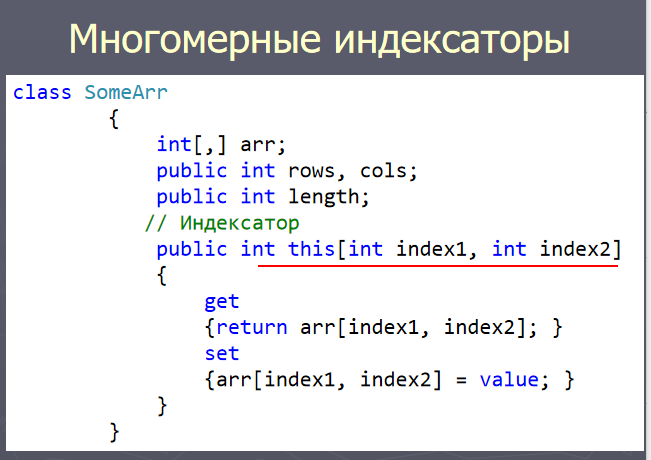 Многомерные индексаторы
class SomeArr
{
int[,] arr;
public int rows, cols;
public int length;
// Индексатор
public int this[int index1, int index2]
{
get
{return arr[index1, index2]; }
set
{arr[index1, index2] = value; }
}
}